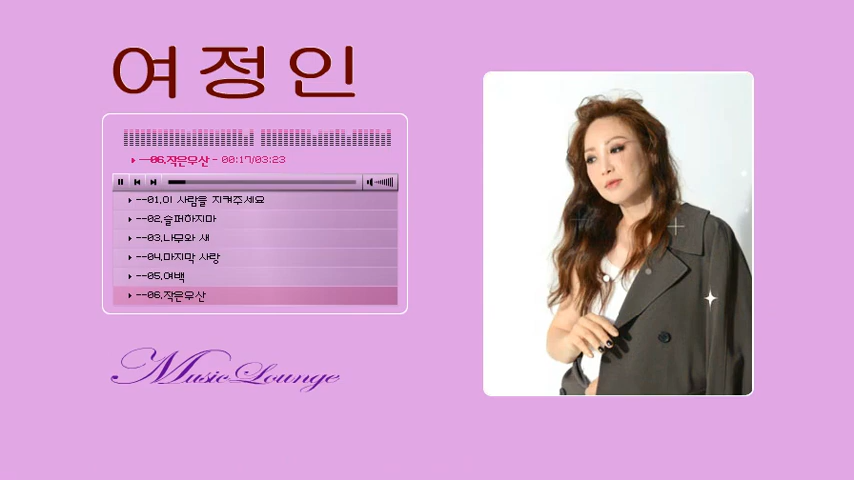 여정인
--06.작은우산 - 00:17/03:23
--01.이 사람을 지켜주세요
--02.슬퍼하지마
--03.나무와 새
--04.마지막 사랑
--05.여백
--06.작은우산
Music Lounge